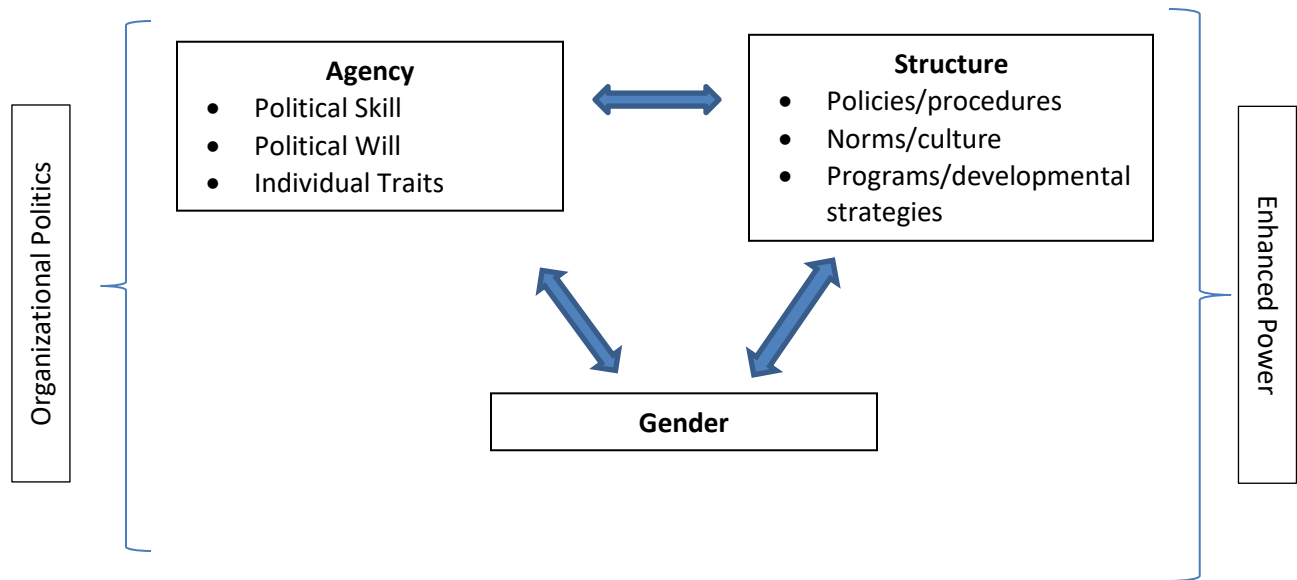 Organizational Politics
Agency
• Political Skill
• Political Will
• Individual Traits
Structure
• Policies/procedures
• Norms/culture
• Programs/developmental
strategies
Gender
Enhanced Power